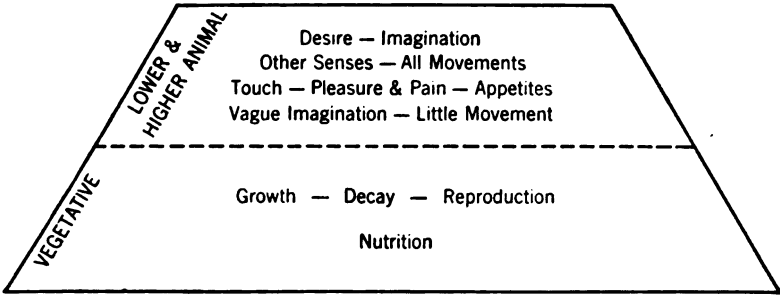 LOWER &
HIGHER ANIMAL
Desire — Imagination
Other Senses — All Movements
Touch — Pleasure & Pain — Appetites
Vague Imagination — Little Movement
VEGETATIVE
Growth — Decay — Reproduction
Nutrition